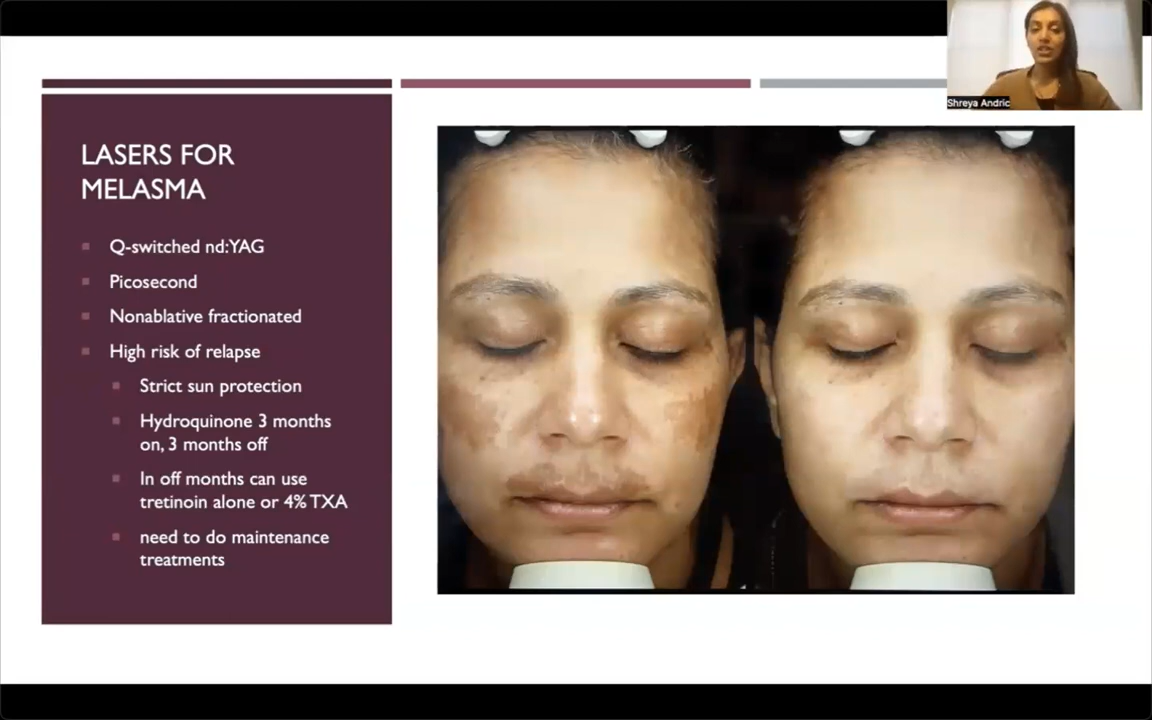 Shreya Andric
LASERS FOR
MELASMA
Q-switched nd:YAG
Picosecond
Nonablative fractionated
High risk of relapse
Strict sun protection
Hydroquinone 3 months
on, 3 months off
In off months can use
tretinoin alone or 4% TXA
need to do maintenance
treatments